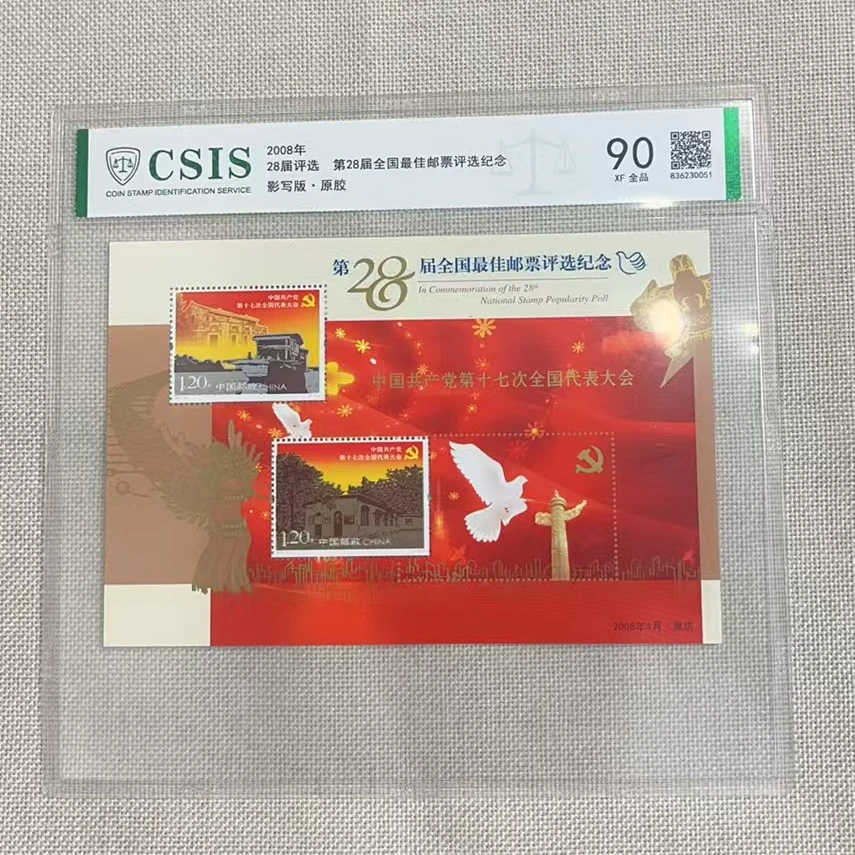 CSIS
COIN STAMP IDENTIFICATION SERVICE
2008年
28届评选 第28届全国最佳邮票评选纪念
影写版·原胶
90
XF 全品
836230051
第28届全国最佳邮票评选纪念
In Commemoration of the 28th
National Stamp Popularity Poll
中国共产党
第十七次全国代表大会
1.20元 中国邮政 CHINA
中国共产党第十七次全国代表大会
中国共产党
第十七次全国代表大会
1.20元 中国邮政 CHINA
2008年4月·潍坊